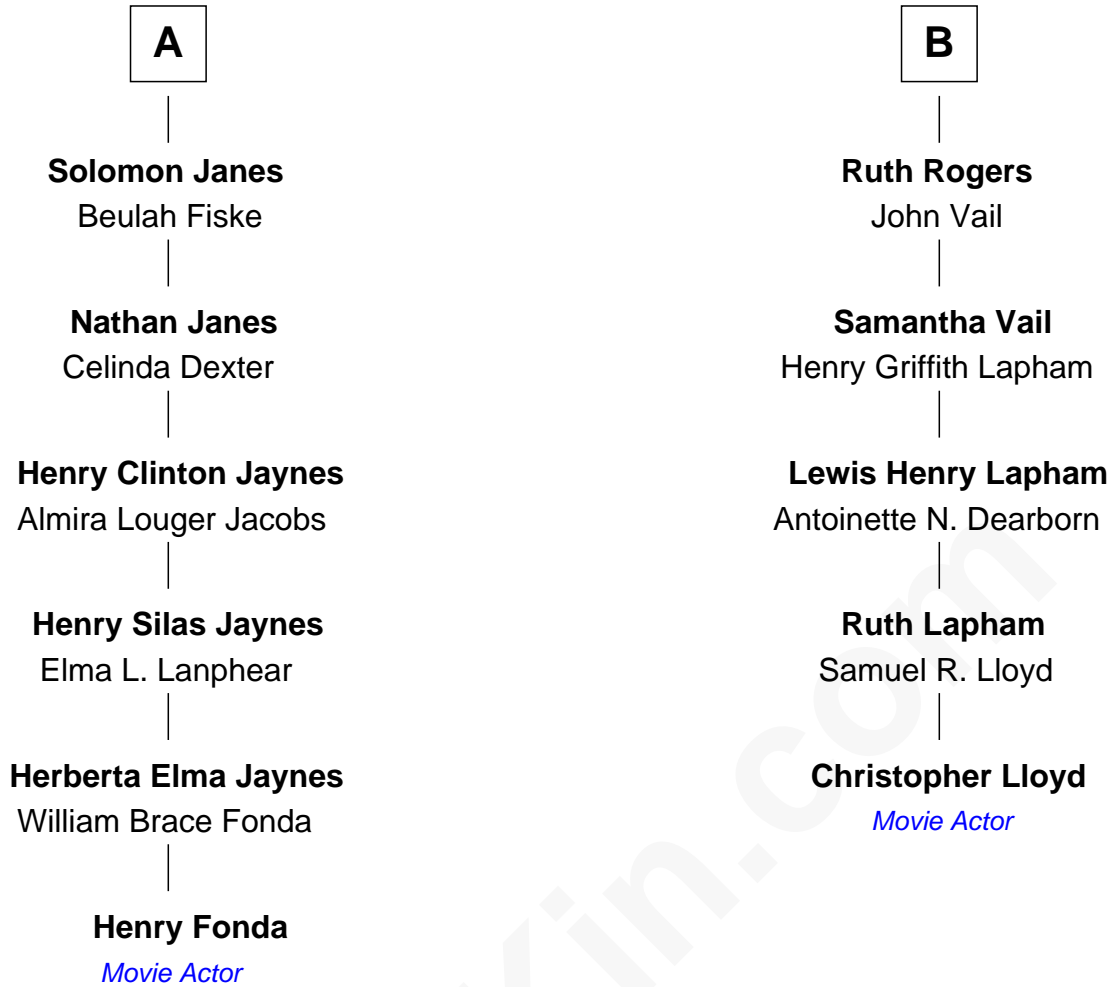 A
Solomon Janes
Beulah Fiske
Nathan Janes
Celinda Dexter
Henry Clinton Jaynes
Almira Louger Jacobs
Henry Silas Jaynes
Elma L. Lanphear
Herberta Elma Jaynes
William Brace Fonda
Henry Fonda
Movie Actor
B
Ruth Rogers
John Vail
Samantha Vail
Henry Griffith Lapham
Lewis Henry Lapham
Antoinette N. Dearborn
Ruth Lapham
Samuel R. Lloyd
Christopher Lloyd
Movie Actor
Kin.com